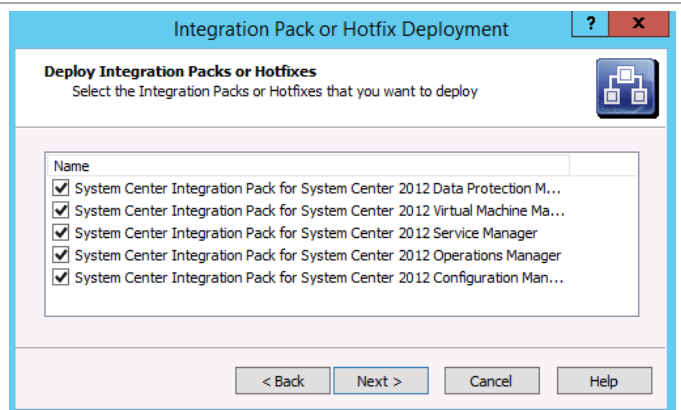 Integration Pack or Hotfix Deployment
? x
Deploy Integration Packs or Hotfixes
Select the Integration Packs or Hotfixes that you want to deploy
Name
System Center Integration Pack for System Center 2012 Data Protection M...
System Center Integration Pack for System Center 2012 Virtual Machine Ma...
System Center Integration Pack for System Center 2012 Service Manager
System Center Integration Pack for System Center 2012 Operations Manager
System Center Integration Pack for System Center 2012 Configuration Man...
< Back Next > Cancel Help